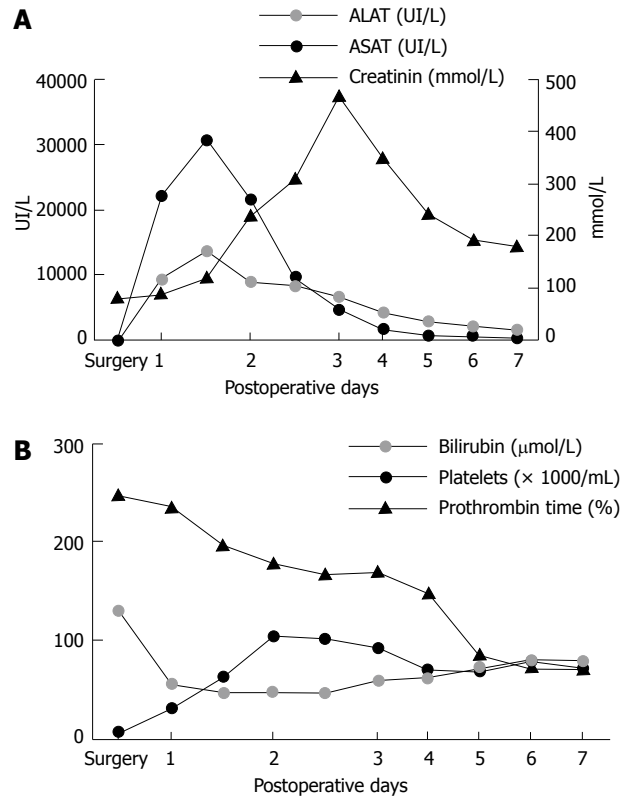 A
ALAT (UI/L)
ASAT (UI/L)
Creatinin (mmol/L)
40000
30000
20000
10000
0
UI/L
500
400
300
200
100
0
mmol/L
Surgery 1 2 3 4 5 6 7
Postoperative days
B
Bilirubin (μmol/L)
Platelets (× 1000/mL)
Prothrombin time (%)
300
200
100
0
Surgery 1 2 3 4 5 6 7
Postoperative days